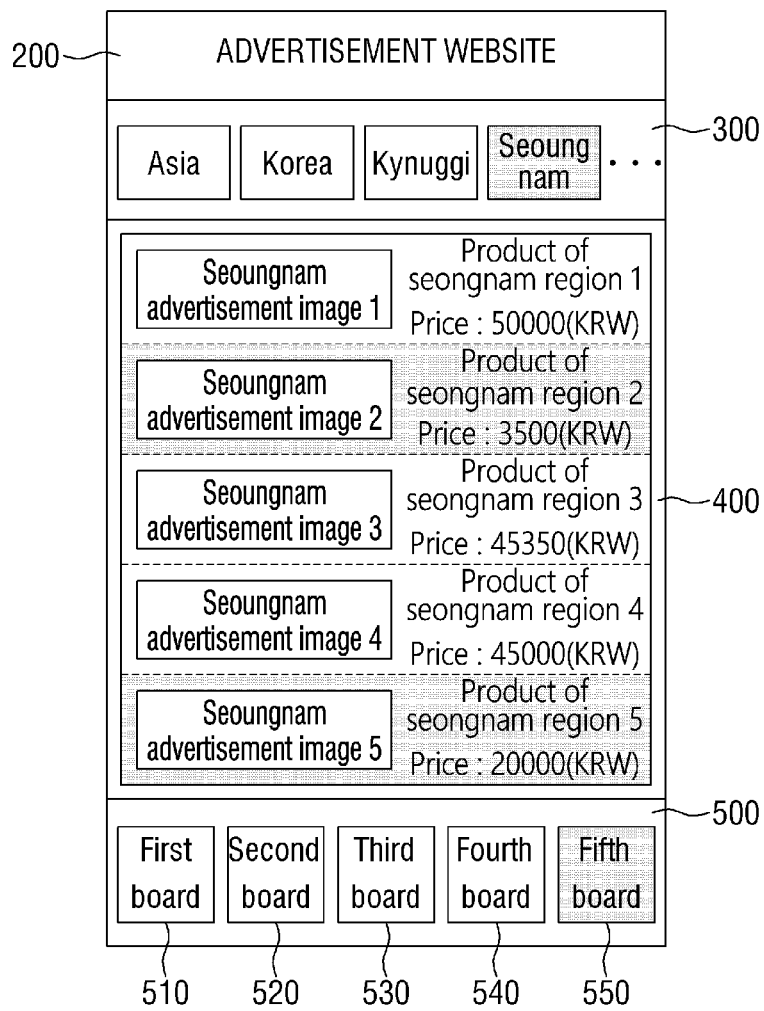 200
ADVERTISEMENT WEBSITE
300
Asia
Korea
Kynuggi
Seoung
nam
...
Seoungnam
advertisement image 1
Product of
seongnam region 1
Price : 50000(KRW)
Seoungnam
advertisement image 2
Product of
seongnam region 2
Price : 3500(KRW)
Seoungnam
advertisement image 3
Product of
seongnam region 3
Price : 45350(KRW)
400
Seoungnam
advertisement image 4
Product of
seongnam region 4
Price : 45000(KRW)
Seoungnam
advertisement image 5
Product of
seongnam region 5
Price : 20000(KRW)
500
First
board
Second
board
Third
board
Fourth
board
Fifth
board
510
520
530
540
550